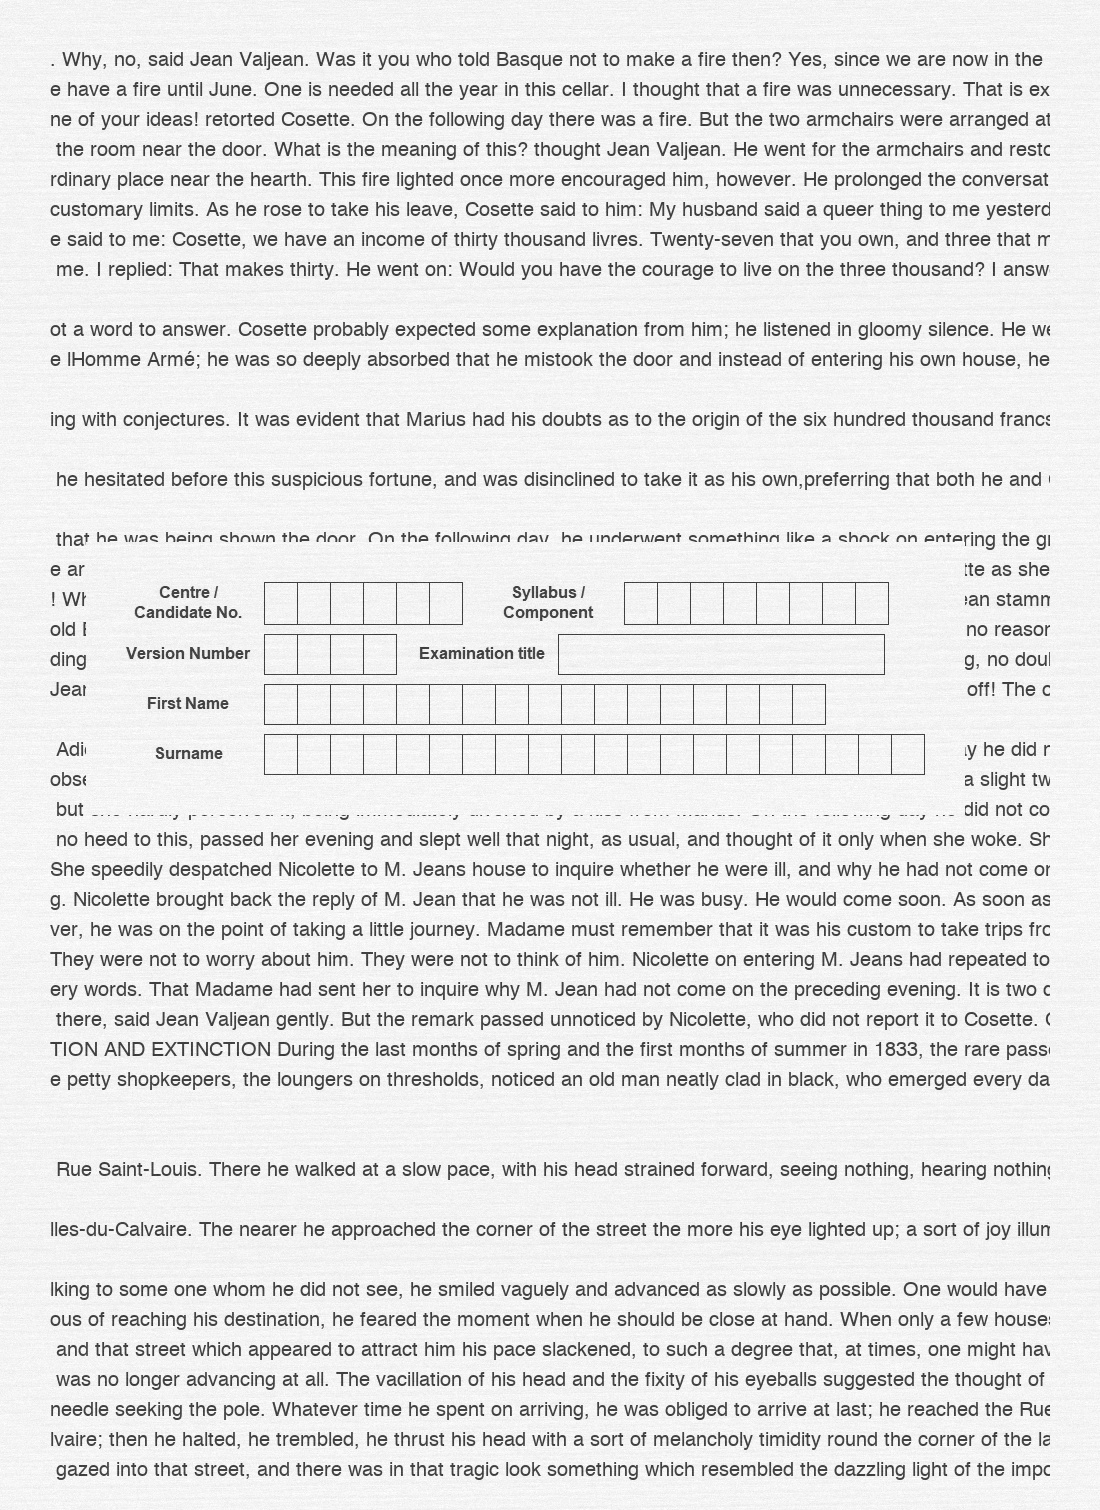 . Why, no, said Jean Valjean. Was it you who told Basque not to make a fire then? Yes, since we are now in the
e have a fire until June. One is needed all the year in this cellar. I thought that a fire was unnecessary. That is ex
ne of your ideas! retorted Cosette. On the following day there was a fire. But the two armchairs were arranged at
the room near the door. What is the meaning of this? thought Jean Valjean. He went for the armchairs and resto
rdinary place near the hearth. This fire lighted once more encouraged him, however. He prolonged the conversat
customary limits. As he rose to take his leave, Cosette said to him: My husband said a queer thing to me yesterd
e said to me: Cosette, we have an income of thirty thousand livres. Twenty-seven that you own, and three that m
me. I replied: That makes thirty. He went on: Would you have the courage to live on the three thousand? I answ
ot a word to answer. Cosette probably expected some explanation from him; he listened in gloomy silence. He we
e lHomme Armé; he was so deeply absorbed that he mistook the door and instead of entering his own house, he
ing with conjectures. It was evident that Marius had his doubts as to the origin of the six hundred thousand francs
he hesitated before this suspicious fortune, and was disinclined to take it as his own,preferring that both he and
that he was being shown the door. On the following day, he underwent something like a shock on entering the gr
e ar tte as she
! Wh Centre / Syllabus / ean stamm
Candidate No. Component
old no reason
Version Number Examination title
ding g, no doul
Jear First Name off! The c
Adi Surname ay he did n
obse a slight tw
but she hardly perceived it, being immediately diverted by a kiss from Marius. On the following day he did not co
no heed to this, passed her evening and slept well that night, as usual, and thought of it only when she woke. Sh
She speedily despatched Nicolette to M. Jeans house to inquire whether he were ill, and why he had not come on
g. Nicolette brought back the reply of M. Jean that he was not ill. He was busy. He would come soon. As soon as
ver, he was on the point of taking a little journey. Madame must remember that it was his custom to take trips fro
They were not to worry about him. They were not to think of him. Nicolette on entering M. Jeans had repeated to
ery words. That Madame had sent her to inquire why M. Jean had not come on the preceding evening. It is two d
there, said Jean Valjean gently. But the remark passed unnoticed by Nicolette, who did not report it to Cosette. C
TION AND EXTINCTION During the last months of spring and the first months of summer in 1833, the rare passe
e petty shopkeepers, the loungers on thresholds, noticed an old man neatly clad in black, who emerged every da
Rue Saint-Louis. There he walked at a slow pace, with his head strained forward, seeing nothing, hearing nothing
lles-du-Calvaire. The nearer he approached the corner of the street the more his eye lighted up; a sort of joy illum
lking to some one whom he did not see, he smiled vaguely and advanced as slowly as possible. One would have
ous of reaching his destination, he feared the moment when he should be close at hand. When only a few houses
and that street which appeared to attract him his pace slackened, to such a degree that, at times, one might hav
was no longer advancing at all. The vacillation of his head and the fixity of his eyeballs suggested the thought of
needle seeking the pole. Whatever time he spent on arriving, he was obliged to arrive at last; he reached the Rue
lvaire; then he halted, he trembled, he thrust his head with a sort of melancholy timidity round the corner of the la
gazed into that street, and there was in that tragic look something which resembled the dazzling light of the impo